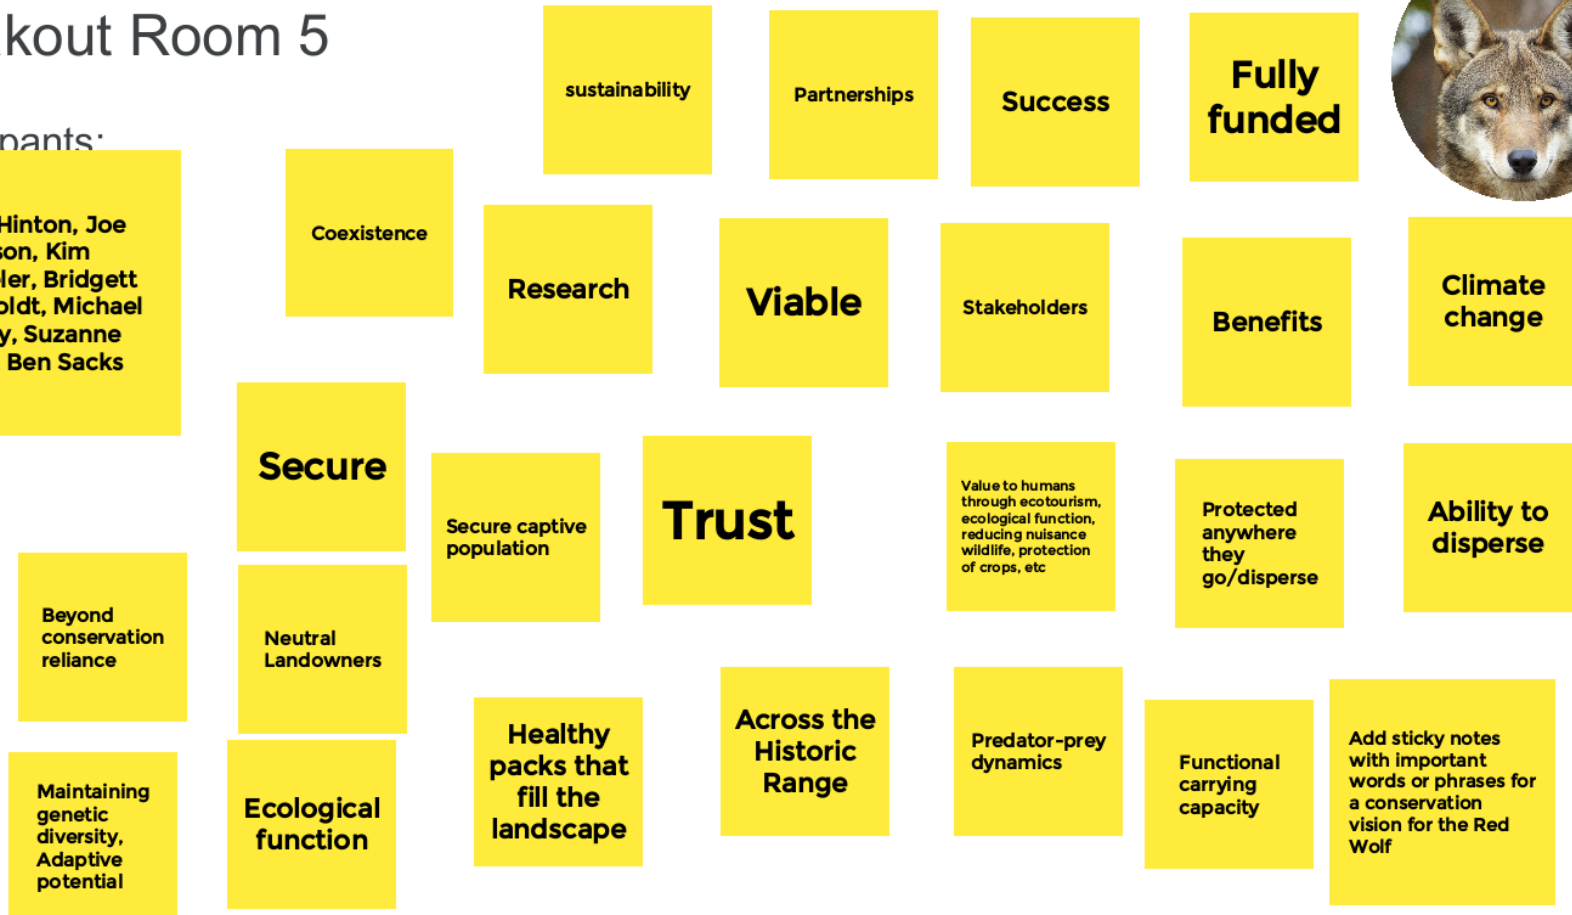 kout Room 5
pants:
Hinton, Joe
son, Kim
ler, Bridgett
oldt, Michael
y, Suzanne
Ben Sacks
sustainability
Partnerships
Success
Fully
funded
Coexistence
Research
Viable
Stakeholders
Benefits
Climate
change
Secure
Secure captive
population
Trust
Value to humans
through ecotourism,
ecological function,
reducing nuisance
wildlife, protection
of crops, etc
Protected
anywhere
they
go/disperse
Ability to
disperse
Beyond
conservation
reliance
Neutral
Landowners
Healthy
packs that
fill the
landscape
Across the
Historic
Range
Predator-prey
dynamics
Functional
carrying
capacity
Add sticky notes
with important
words or phrases for
a conservation
vision for the Red
Wolf
Maintaining
genetic
diversity,
Adaptive
potential
Ecological
function